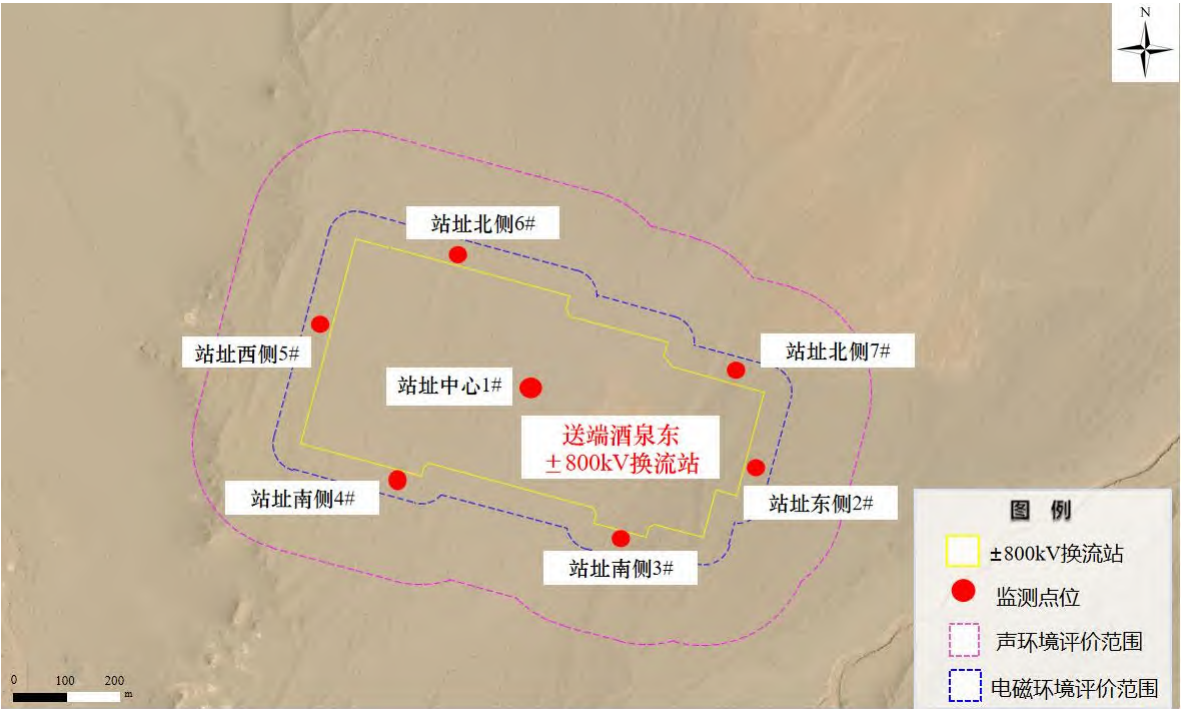 N
站址北侧6#
站址北侧7#
站址西侧5#
站址中心1#
送端酒泉东
±800kV换流站
站址南侧4#
站址东侧2#
站址南侧3#
图 例
±800kV换流站
监测点位
声环境评价范围
电磁环境评价范围
0 100 200
m